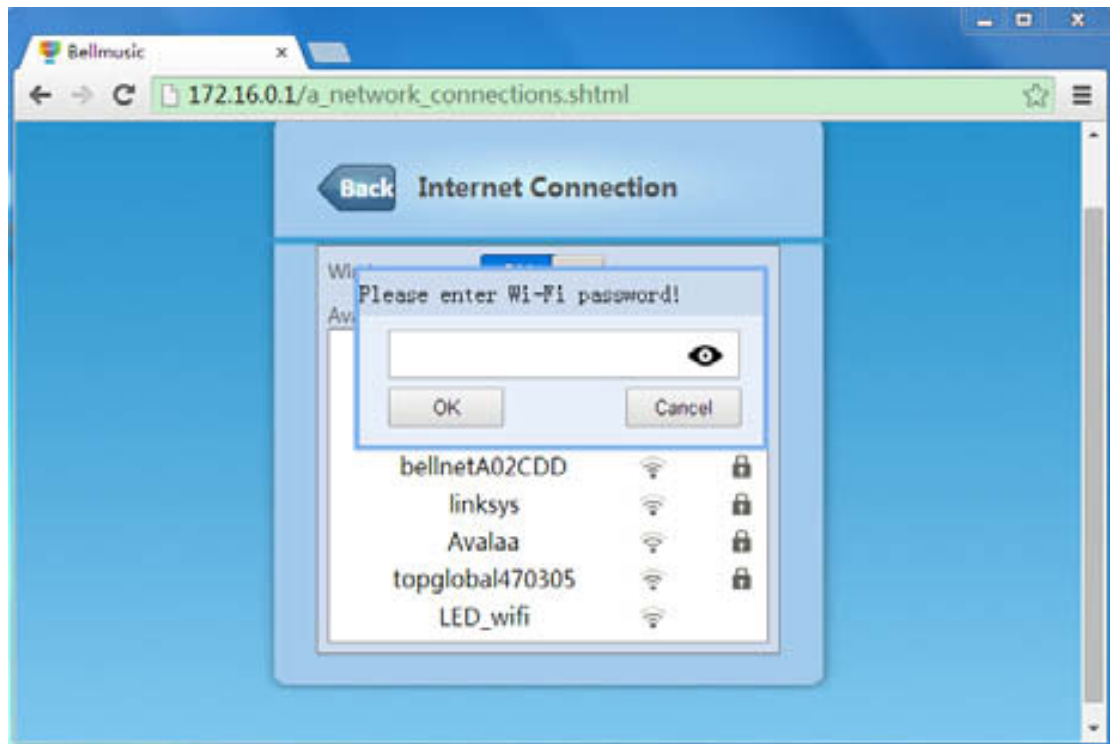 Bellmusic
172.16.0.1/a_network_connections.shtml
Back Internet Connection
Please enter Wi-Fi password!
OK Cancel
bellnetA02CDD
linksys
Avalaa
topglobal470305
LED_wifi